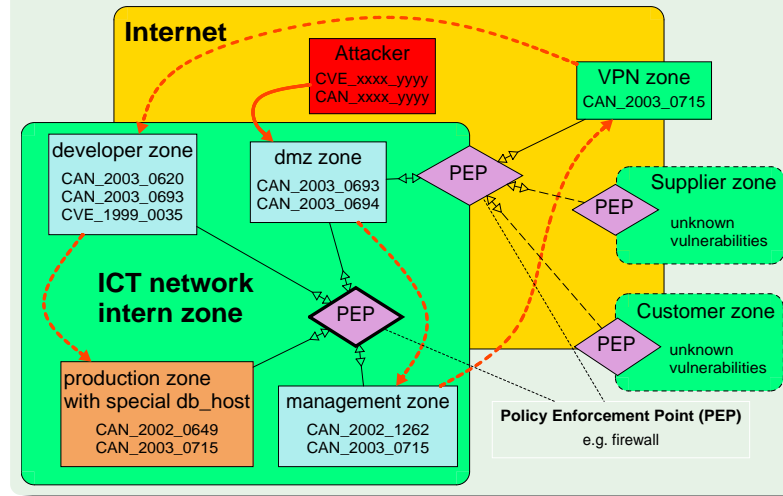 Internet
Attacker
CVE_xxxx_yyyy
CAN_xxxx_yyyy
VPN zone
CAN_2003_0715
developer zone
CAN_2003_0620
CAN_2003_0693
CVE_1999_0035
dmz zone
CAN_2003_0693
CAN_2003_0694
PEP
Supplier zone
PEP
unknown
vulnerabilities
ICT network
intern zone
PEP
Customer zone
PEP
unknown
vulnerabilities
production zone
with special db_host
CAN_2002_0649
CAN_2003_0715
management zone
CAN_2002_1262
CAN_2003_0715
Policy Enforcement Point (PEP)
e.g. firewall